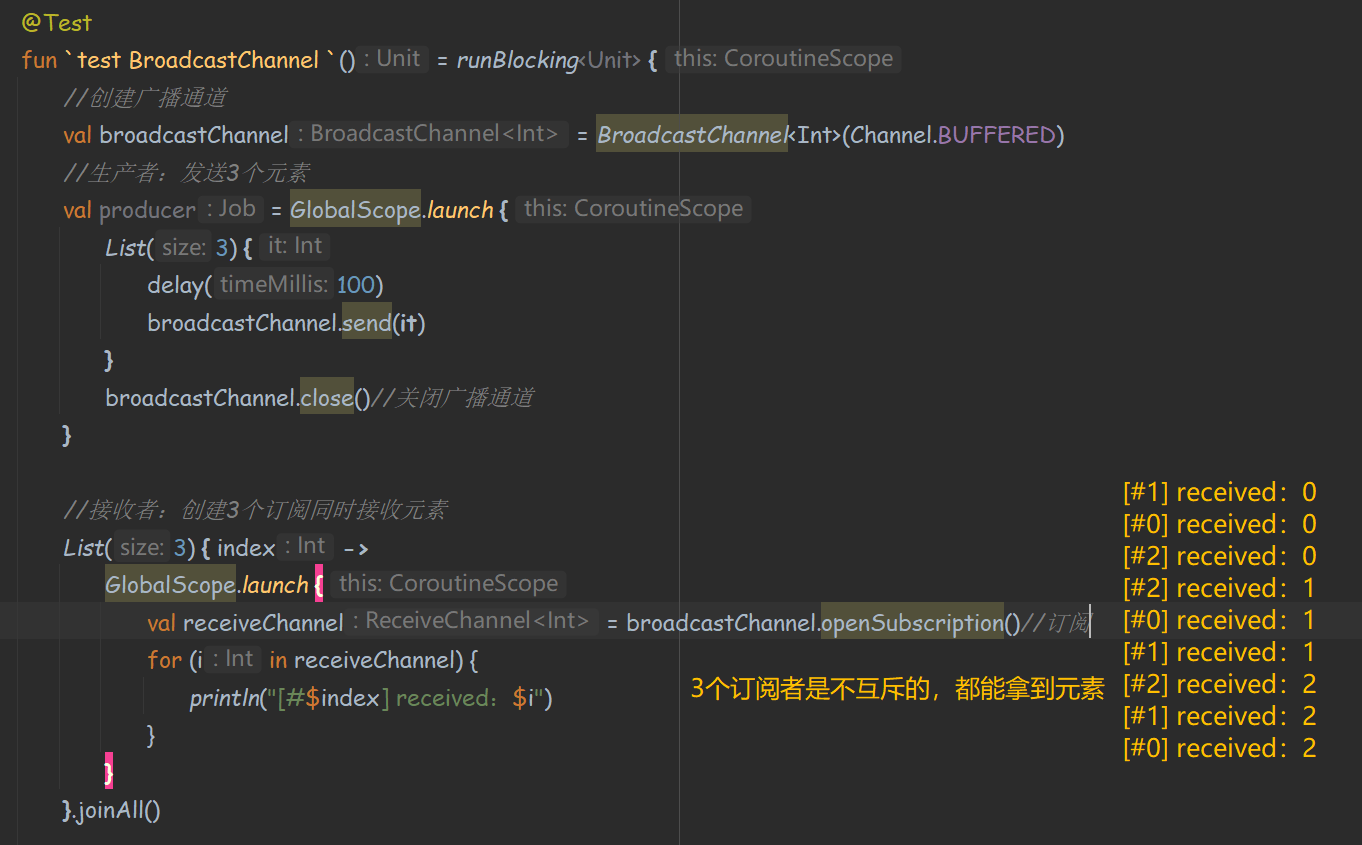 @Test
fun `test BroadcastChannel `() : Unit = runBlocking<Unit> { this: CoroutineScope
//创建广播通道
val broadcastChannel : BroadcastChannel<Int> = BroadcastChannel<Int>(Channel.BUFFERED)
//生产者：发送3个元素
val producer : Job = GlobalScope.launch { this: CoroutineScope
List( size: 3) { it: Int
delay( timeMillis: 100)
broadcastChannel.send(it)
}
broadcastChannel.close()//关闭广播通道
}
//接收者：创建3个订阅同时接收元素
List( size: 3) { index : Int ->
GlobalScope.launch { this: CoroutineScope
val receiveChannel : ReceiveChannel<Int> = broadcastChannel.openSubscription()//订阅
for (i : Int in receiveChannel) {
println("[#$index] received：$i")
}
}
}.joinAll()
3个订阅者是不互斥的，都能拿到元素
[#1] received：0
[#0] received：0
[#2] received：0
[#2] received：1
[#0] received：1
[#1] received：1
[#2] received：2
[#1] received：2
[#0] received：2